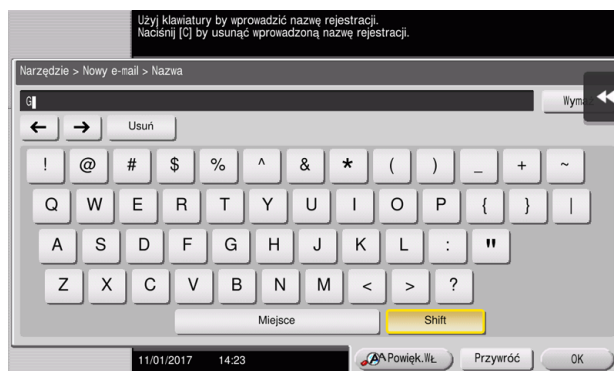 Użyj klawiatury by wprowadzić nazwę rejestracji.
Naciśnij [C] by usunąć wprowadzoną nazwę rejestracji.
Narzędzie > Nowy e-mail > Nazwa
G
← → Usuń
! @ # $ % ^ & * ( ) _ + ~
Q W E R T Y U I O P { } |
A S D F G H J K L : "
Z X C V B N M < > ?
Miejsce Shift
11/01/2017 14:23 Powięk.WŁ Przywróć OK